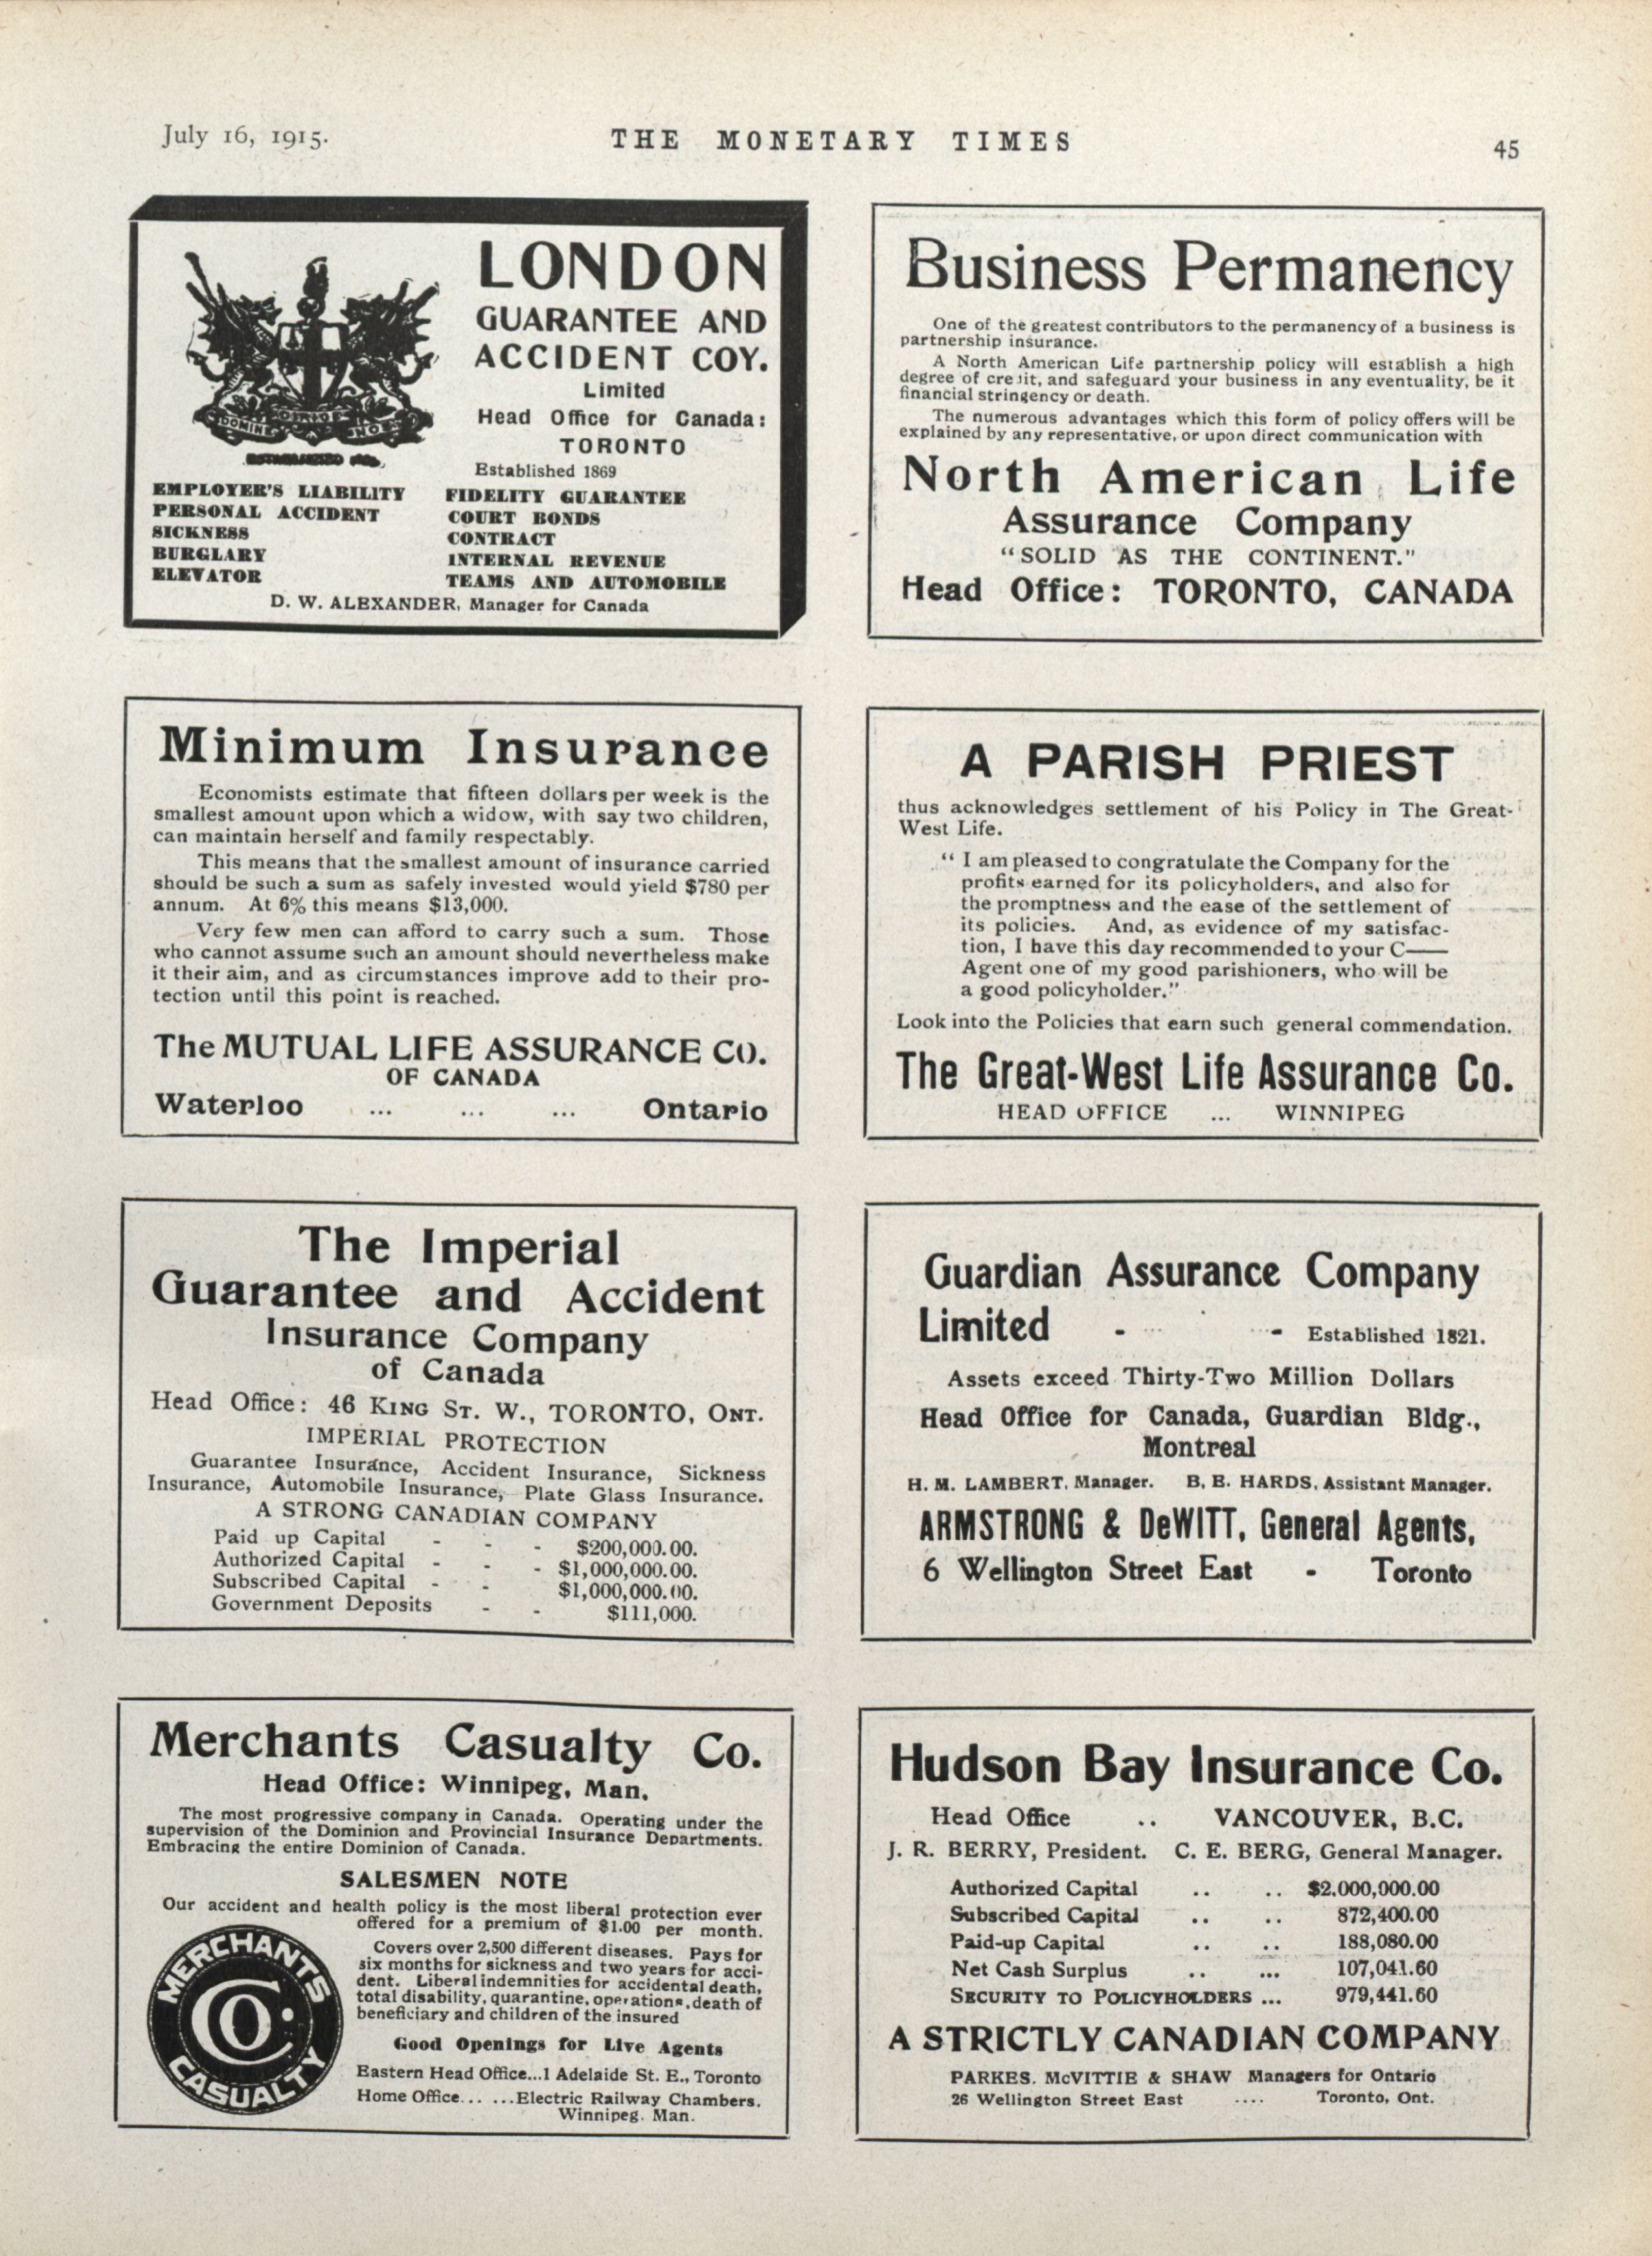 July 16, 1915.
THE MONETARY TIMES
45
LONDON
GUARANTEE AND
ACCIDENT COY.
Limited
Head Office for Canada:
TORONTO
Established 1869
DOMINE
NOS
EMPLOYER'S LIABILITY
PERSONAL ACCIDENT
SICKNESS
BURGLARY
ELEVATOR
FIDELITY GUARANTEE
COURT BONDS
CONTRACT
INTERNAL REVENUE
TEAMS AND AUTOMOBILE
D. W. ALEXANDER, Manager for Canada
Business Permanency
One of the greatest contributors to the permanency of a business is
partnership insurance.
A North American Life partnership policy will establish a high
degree of credit, and safeguard your business in any eventuality, be it
financial stringency or death.
The numerous advantages which this form of policy offers will be
explained by any representative, or upon direct communication with
North American Life
Assurance Company
"SOLID AS THE CONTINENT."
Head Office: TORONTO, CANADA
Minimum Insurance
Economists estimate that fifteen dollars per week is the
smallest amount upon which a widow, with say two children,
can maintain herself and family respectably.
This means that the smallest amount of insurance carried
should be such a sum as safely invested would yield $780 per
annum. At 6% this means $13,000.
Very few men can afford to carry such a sum. Those
who cannot assume such an amount should nevertheless make
it their aim, and as circumstances improve add to their pro-
tection until this point is reached.
The MUTUAL LIFE ASSURANCE CO.
OF CANADA
Waterloo ... ... ... Ontario
A PARISH PRIEST
thus acknowledges settlement of his Policy in The Great-
West Life.
"I am pleased to congratulate the Company for the
profits earned for its policyholders, and also for
the promptness and the ease of the settlement of
its policies. And, as evidence of my satisfac-
tion, I have this day recommended to your C——
Agent one of my good parishioners, who will be
a good policyholder."
Look into the Policies that earn such general commendation.
The Great-West Life Assurance Co.
HEAD OFFICE ... WINNIPEG
The Imperial
Guarantee and Accident
Insurance Company
of Canada
Head Office: 46 KING ST. W., TORONTO, ONT.
IMPERIAL PROTECTION
Guarantee Insurance, Accident Insurance, Sickness
Insurance, Automobile Insurance, Plate Glass Insurance.
A STRONG CANADIAN COMPANY
Paid up Capital - - - $200,000.00.
Authorized Capital - - - $1,000,000.00.
Subscribed Capital - - $1,000,000.00.
Government Deposits - - $111,000.
Guardian Assurance Company
Limited - - Established 1821.
Assets exceed Thirty-Two Million Dollars
Head Office for Canada, Guardian Bldg.,
Montreal
H. M. LAMBERT, Manager. B. E. HARDS, Assistant Manager.
ARMSTRONG & DeWITT, General Agents,
6 Wellington Street East - Toronto
Merchants Casualty Co.
Head Office: Winnipeg, Man.
The most progressive company in Canada. Operating under the
supervision of the Dominion and Provincial Insurance Departments.
Embracing the entire Dominion of Canada.
SALESMEN NOTE
Our accident and health policy is the most liberal protection ever
offered for a premium of $1.00 per month.
Covers over 2,500 different diseases. Pays for
six months for sickness and two years for acci-
dent. Liberal indemnities for accidental death,
total disability, quarantine, operations, death of
beneficiary and children of the insured
Good Openings for Live Agents
Eastern Head Office...1 Adelaide St. E., Toronto
Home Office... ...Electric Railway Chambers.
Winnipeg. Man.
MERCHANTS
CO.
CASUALTY
Hudson Bay Insurance Co.
Head Office .. VANCOUVER, B.C.
J. R. BERRY, President. C. E. BERG, General Manager.
Authorized Capital .. .. $2.000,000.00
Subscribed Capital .. .. 872,400.00
Paid-up Capital .. .. 188,080.00
Net Cash Surplus .. ... 107,041.60
SECURITY TO POLICYHOLDERS ... 979,441.60
A STRICTLY CANADIAN COMPANY
PARKES. McVITTIE & SHAW Managers for Ontario
26 Wellington Street East .... Toronto, Ont.